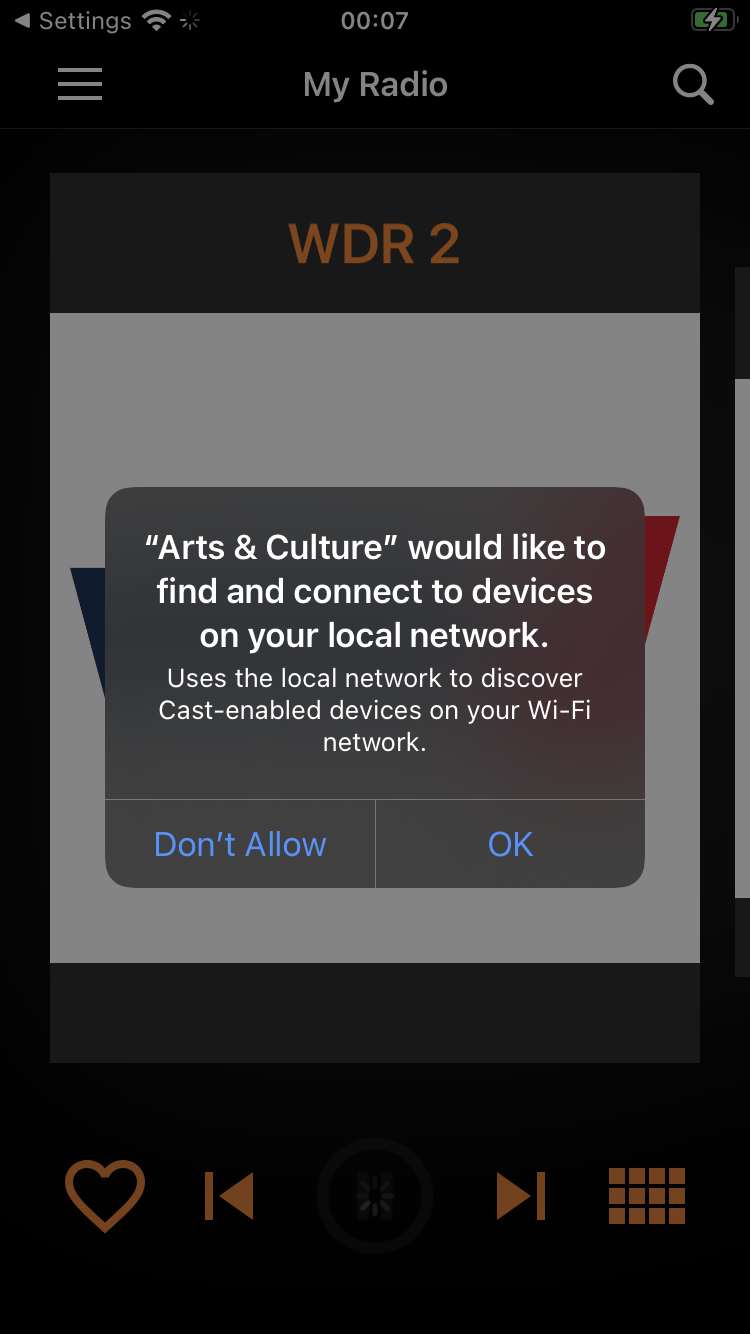 Settings
00:07
My Radio
WDR 2
“Arts & Culture” would like to
find and connect to devices
on your local network.
Uses the local network to discover
Cast-enabled devices on your Wi-Fi
network.
Don’t Allow
OK